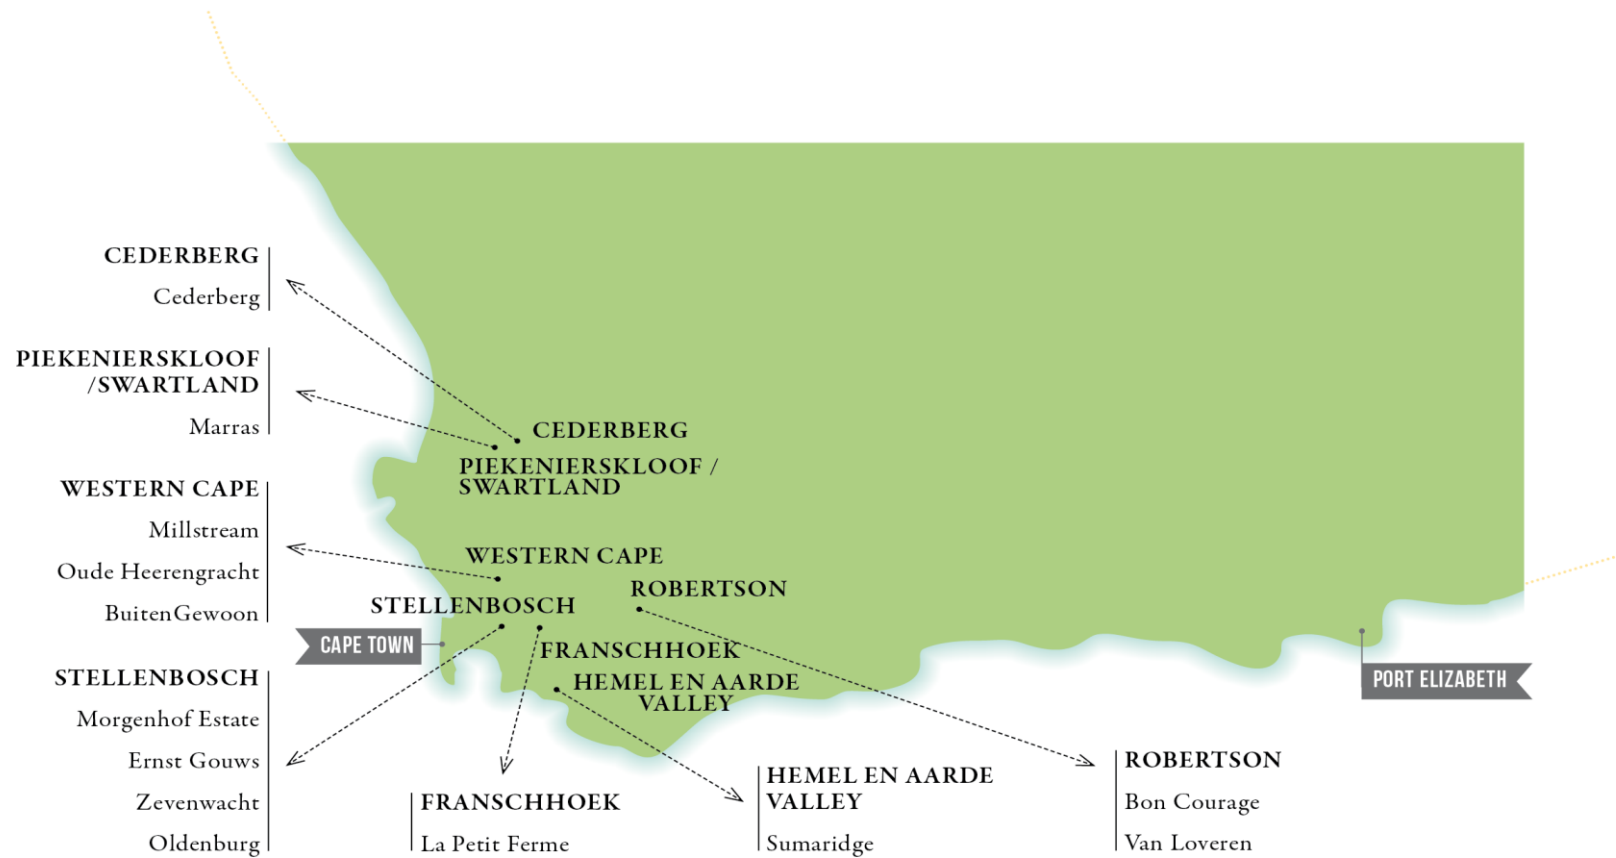 CEDERBERG
Cederberg
PIEKENIERSKLOOF
/SWARTLAND
Marras
WESTERN CAPE
Millstream
Oude Heerengracht
BuitenGewoon
STELLENBOSCH
Morgenhof Estate
Ernst Gouws
Zevenwacht
Oldenburg
CEDERBERG
PIEKENIERSKLOOF /
SWARTLAND
WESTERN CAPE
ROBERTSON
STELLENBOSCH
CAPE TOWN
FRANSCHHOEK
HEMEL EN AARDE
VALLEY
PORT ELIZABETH
FRANSCHHOEK
La Petit Ferme
HEMEL EN AARDE
VALLEY
Sumaridge
ROBERTSON
Bon Courage
Van Loveren